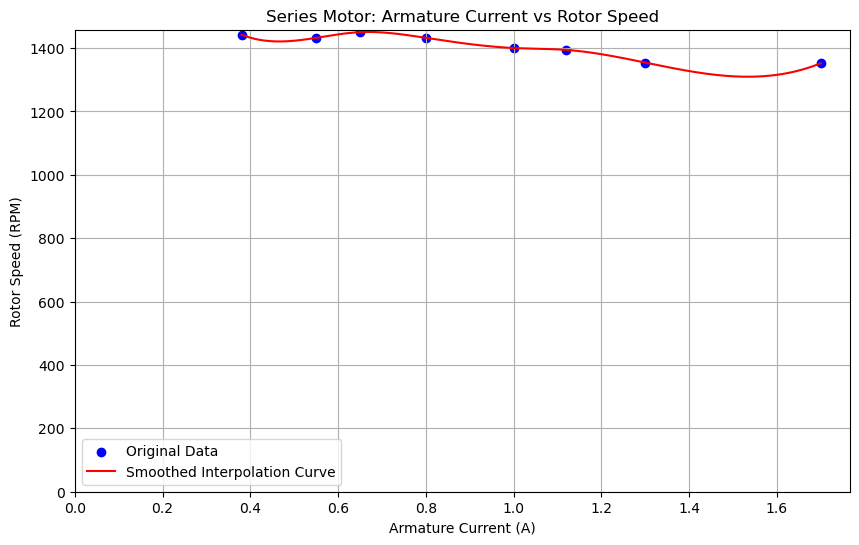 Series Motor: Armature Current vs Rotor Speed
1400
1200
1000
800
600
400
200
0
Rotor Speed (RPM)
Original Data
Smoothed Interpolation Curve
0.0 0.2 0.4 0.6 0.8 1.0 1.2 1.4 1.6
Armature Current (A)